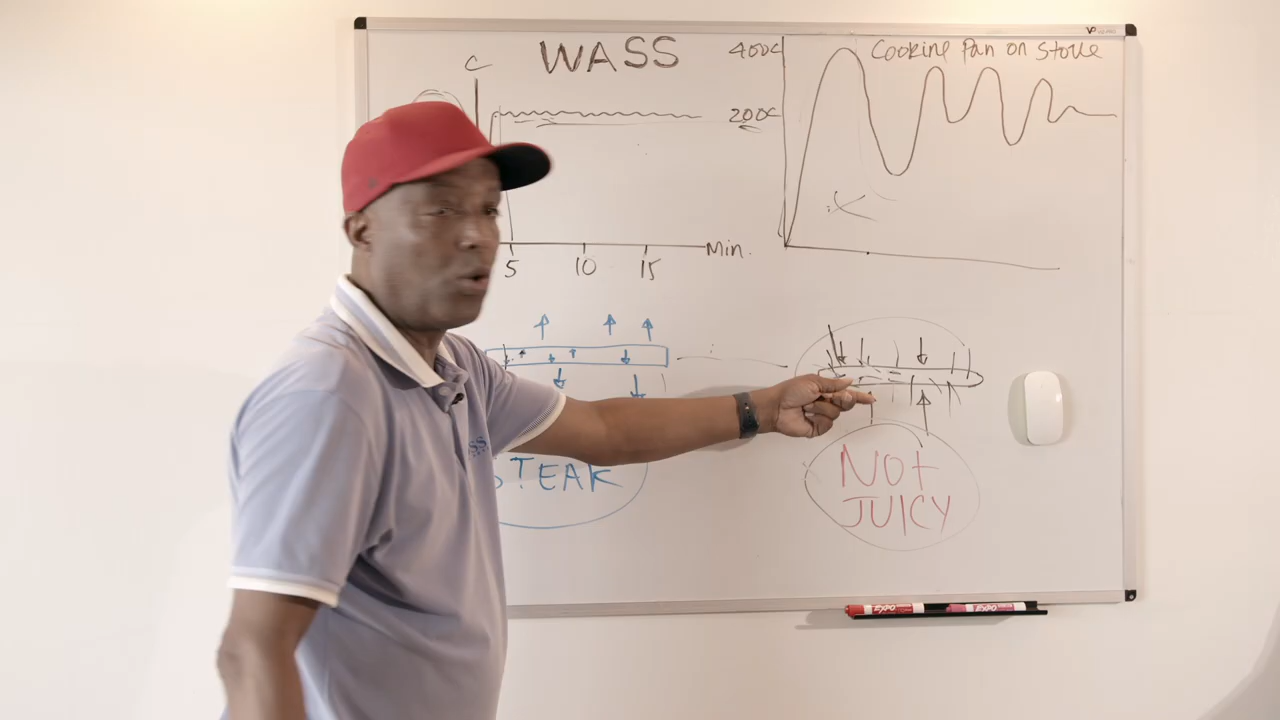 C
WASS
400C
Cooking Pan on Stove
200C
Min.
5
10
15
STEAK
NOT
JUICY
EXPO
EXPO